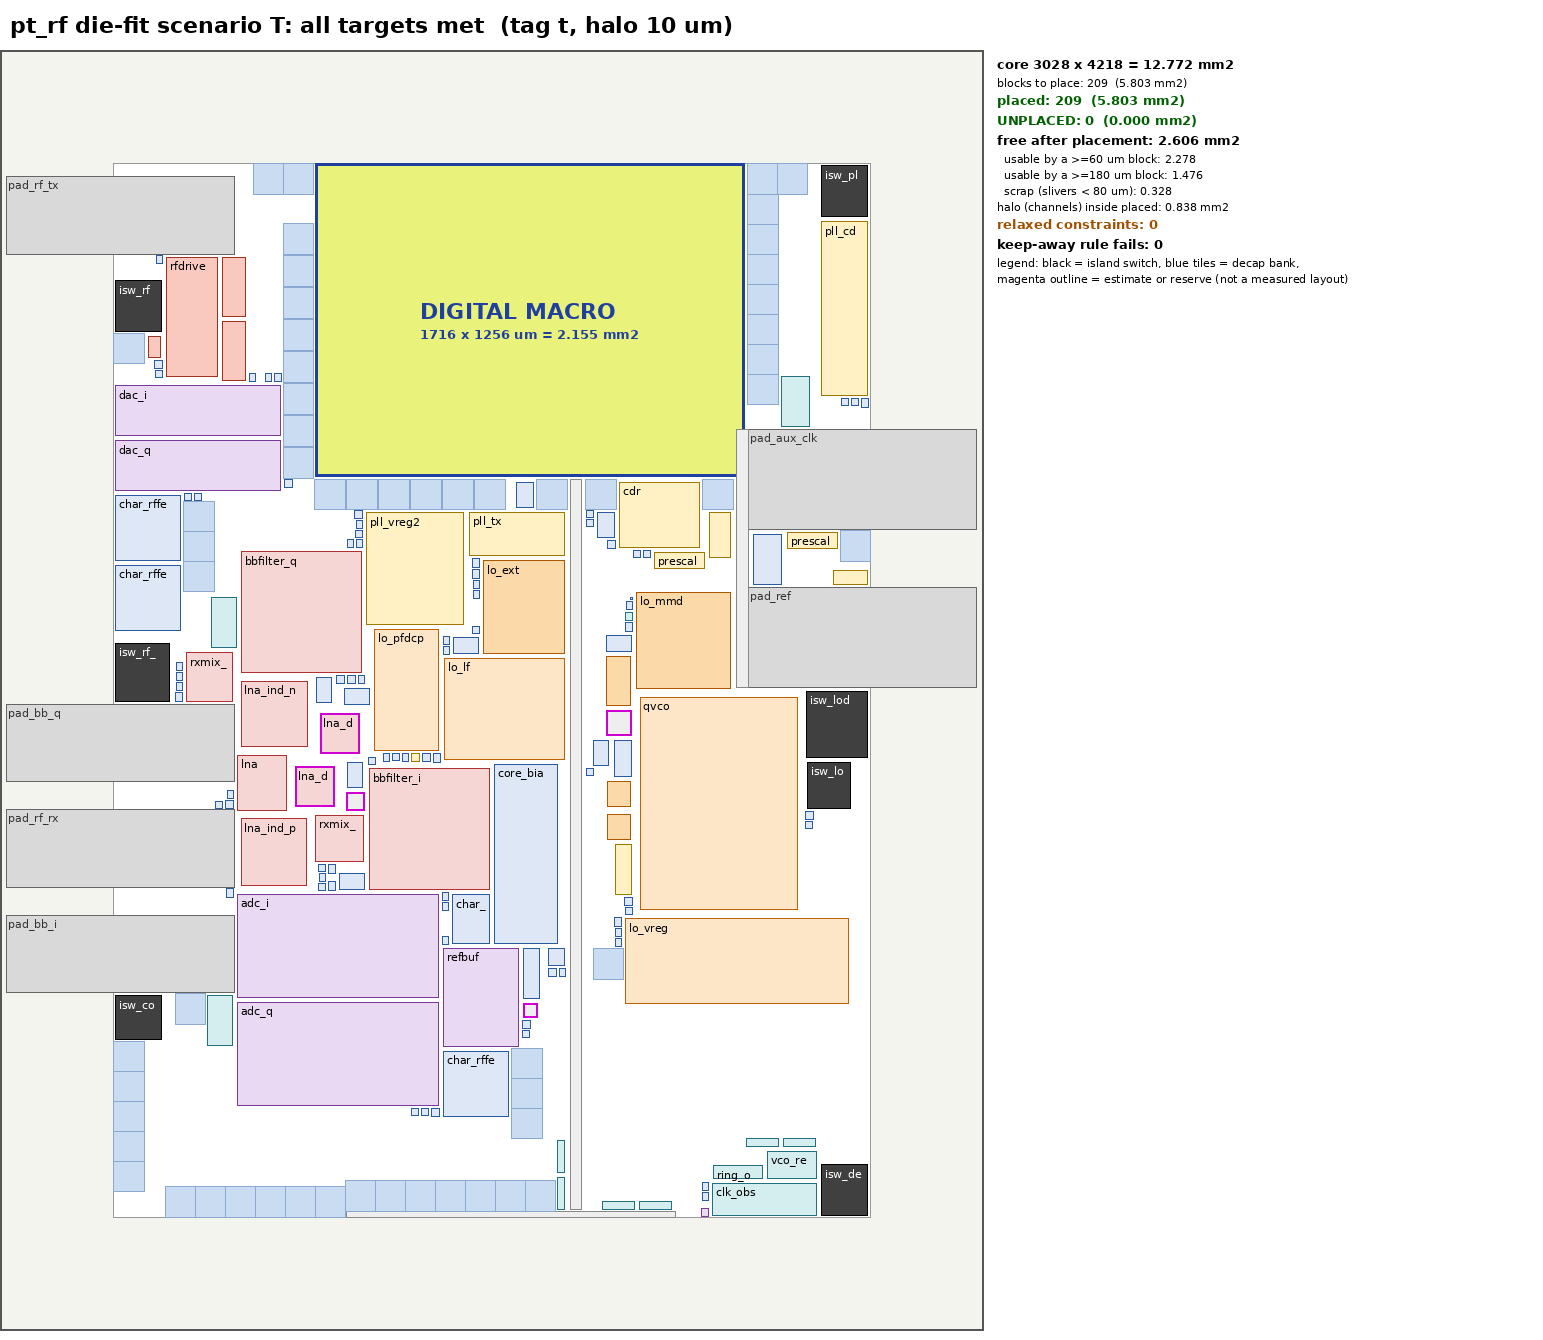 pt_rf die-fit scenario T: all targets met (tag t, halo 10 um)
core 3028 x 4218 = 12.772 mm2
blocks to place: 209 (5.803 mm2)
placed: 209 (5.803 mm2)
UNPLACED: 0 (0.000 mm2)
free after placement: 2.606 mm2
usable by a >=60 um block: 2.278
usable by a >=180 um block: 1.476
scrap (slivers < 80 um): 0.328
halo (channels) inside placed: 0.838 mm2
relaxed constraints: 0
keep-away rule fails: 0
legend: black = island switch, blue tiles = decap bank,
magenta outline = estimate or reserve (not a measured layout)
pad_rf_tx
isw_pl
pll_cd
rfdrive
isw_rf
DIGITAL MACRO
1716 x 1256 um = 2.155 mm2
dac_i
dac_q
pad_aux_clk
char_rffe
cdr
pll_vreg2
pll_tx
prescal
prescal
bbfilter_q
lo_ext
char_rffe
pad_ref
lo_mmd
lo_pfdcp
isw_rf_
rxmix_
lo_lf
lna_ind_n
isw_lod
qvco
pad_bb_q
lna_d
lna
lna_d
bbfilter_i
core_bia
isw_lo
pad_rf_rx
lna_ind_p
rxmix_
adc_i
char_
pad_bb_i
lo_vreg
refbuf
isw_co
adc_q
char_rffe
vco_re
ring_o
isw_de
clk_obs